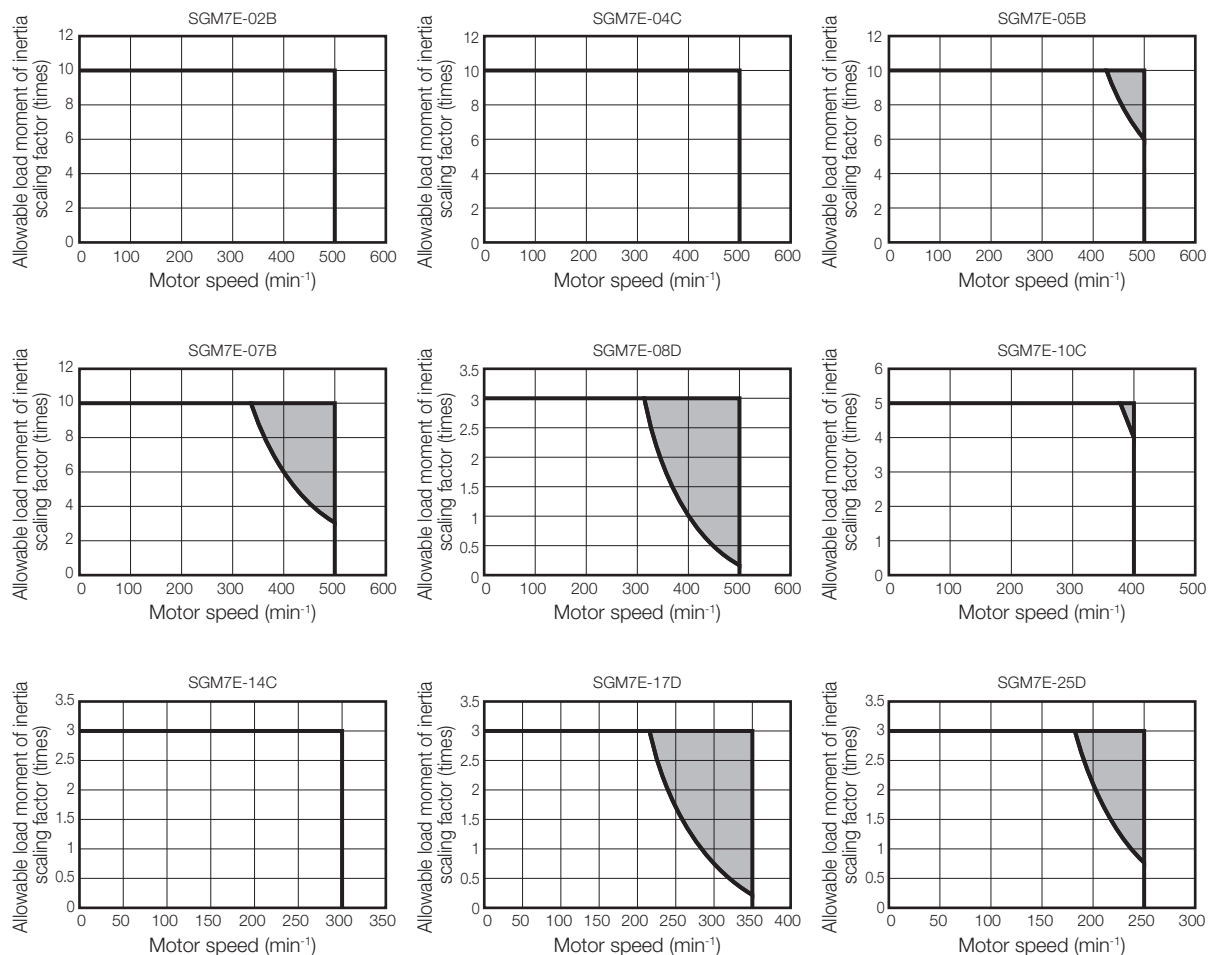 SGM7E-02B
Allowable load moment of inertia
scaling factor (times)
12
10
8
6
4
2
0
0 100 200 300 400 500 600
Motor speed (min-1)
SGM7E-04C
Allowable load moment of inertia
scaling factor (times)
12
10
8
6
4
2
0
0 100 200 300 400 500 600
Motor speed (min-1)
SGM7E-05B
Allowable load moment of inertia
scaling factor (times)
12
10
8
6
4
2
0
0 100 200 300 400 500 600
Motor speed (min-1)
SGM7E-07B
Allowable load moment of inertia
scaling factor (times)
12
10
8
6
4
2
0
0 100 200 300 400 500 600
Motor speed (min-1)
SGM7E-08D
Allowable load moment of inertia
scaling factor (times)
3.5
3
2.5
2
1.5
1
0.5
0
0 100 200 300 400 500 600
Motor speed (min-1)
SGM7E-10C
Allowable load moment of inertia
scaling factor (times)
6
5
4
3
2
1
0
0 100 200 300 400 500
Motor speed (min-1)
SGM7E-14C
Allowable load moment of inertia
scaling factor (times)
3.5
3
2.5
2
1.5
1
0.5
0
0 50 100 150 200 250 300 350
Motor speed (min-1)
SGM7E-17D
Allowable load moment of inertia
scaling factor (times)
3.5
3
2.5
2
1.5
1
0.5
0
0 50 100 150 200 250 300 350 400
Motor speed (min-1)
SGM7E-25D
Allowable load moment of inertia
scaling factor (times)
3.5
3
2.5
2
1.5
1
0.5
0
0 50 100 150 200 250 300
Motor speed (min-1)